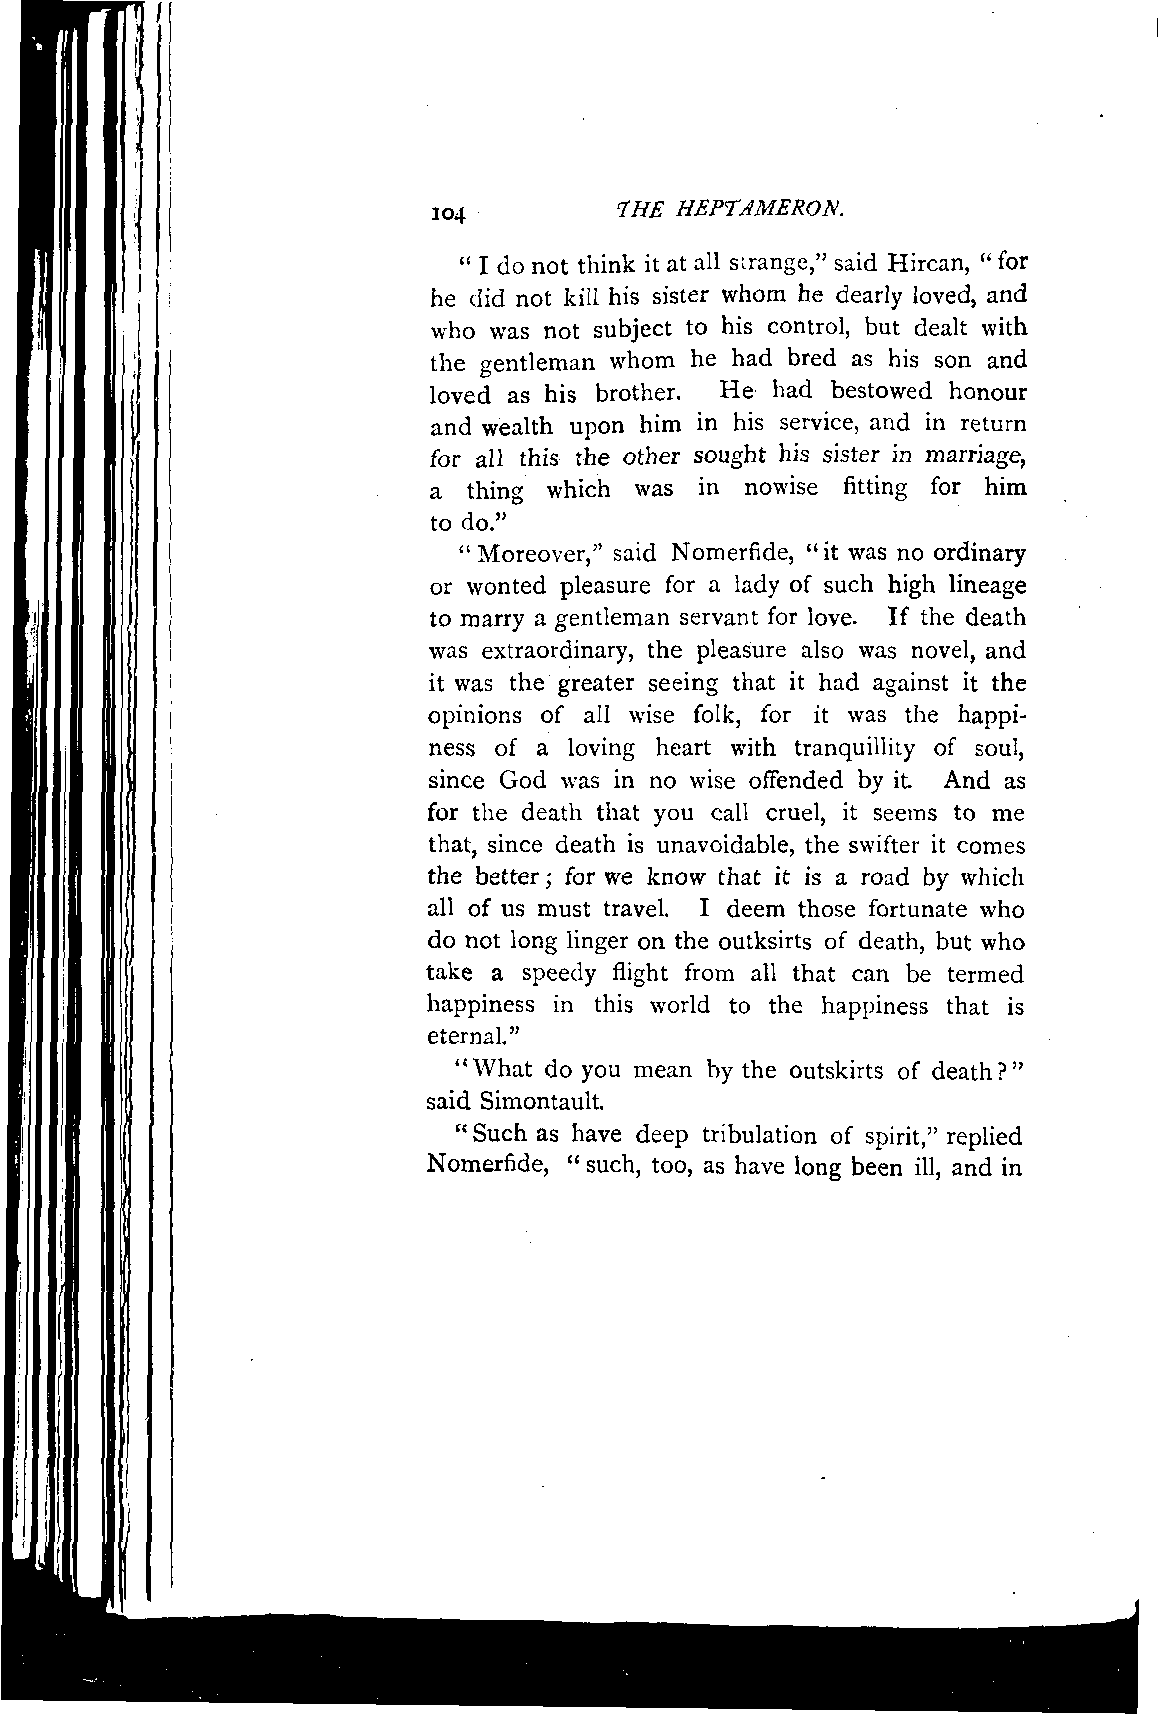 104 THE HEPTAMERON.
“ I do not think it at all strange,” said Hircan, “ for
he did not kill his sister whom he dearly loved, and
who was not subject to his control, but dealt with
the gentleman whom he had bred as his son and
loved as his brother. He had bestowed honour
and wealth upon him in his service, and in return
for all this the other sought his sister in marriage,
a thing which was in nowise fitting for him
to do.”
“ Moreover,” said Nomerfide, “ it was no ordinary
or wonted pleasure for a lady of such high lineage
to marry a gentleman servant for love. If the death
was extraordinary, the pleasure also was novel, and
it was the greater seeing that it had against it the
opinions of all wise folk, for it was the happi-
ness of a loving heart with tranquillity of soul,
since God was in no wise offended by it. And as
for the death that you call cruel, it seems to me
that, since death is unavoidable, the swifter it comes
the better ; for we know that it is a road by which
all of us must travel. I deem those fortunate who
do not long linger on the outksirts of death, but who
take a speedy flight from all that can be termed
happiness in this world to the happiness that is
eternal.”
“ What do you mean by the outskirts of death ? ”
said Simontault.
“ Such as have deep tribulation of spirit,” replied
Nomerfide, “ such, too, as have long been ill, and in